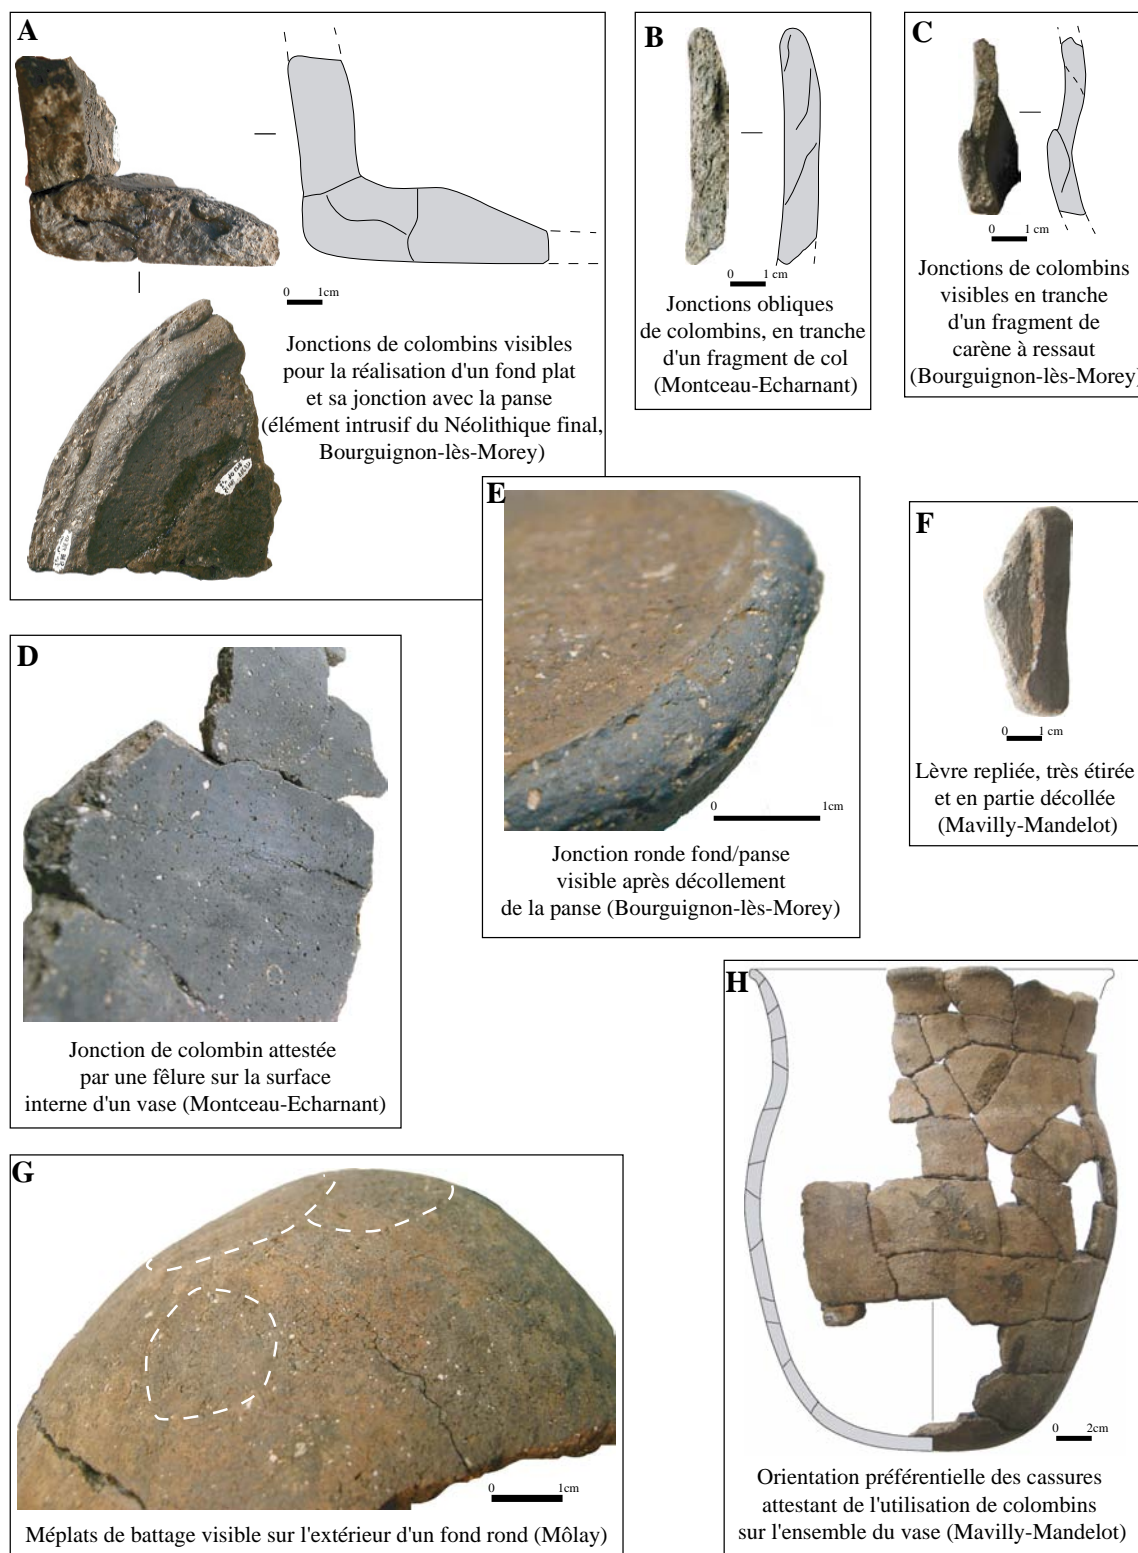 A
0 1cm
Jonctions de colombins visibles
pour la réalisation d'un fond plat
et sa jonction avec la panse
(élément intrusif du Néolithique final,
Bourguignon-lès-Morey)
B
0 1 cm
Jonctions obliques
de colombins, en tranche
d'un fragment de col
(Montceau-Echarnant)
C
0 1 cm
Jonctions de colombins
visibles en tranche
d'un fragment de
carène à ressaut
(Bourguignon-lès-Morey)
D
Jonction de colombin attestée
par une fêlure sur la surface
interne d'un vase (Montceau-Echarnant)
E
0 1cm
Jonction ronde fond/panse
visible après décollement
de la panse (Bourguignon-lès-Morey)
F
0 1 cm
Lèvre repliée, très étirée
et en partie décollée
(Mavilly-Mandelot)
G
0 1cm
Méplats de battage visible sur l'extérieur d'un fond rond (Môlay)
H
0 2cm
Orientation préférentielle des cassures
attestant de l'utilisation de colombins
sur l'ensemble du vase (Mavilly-Mandelot)